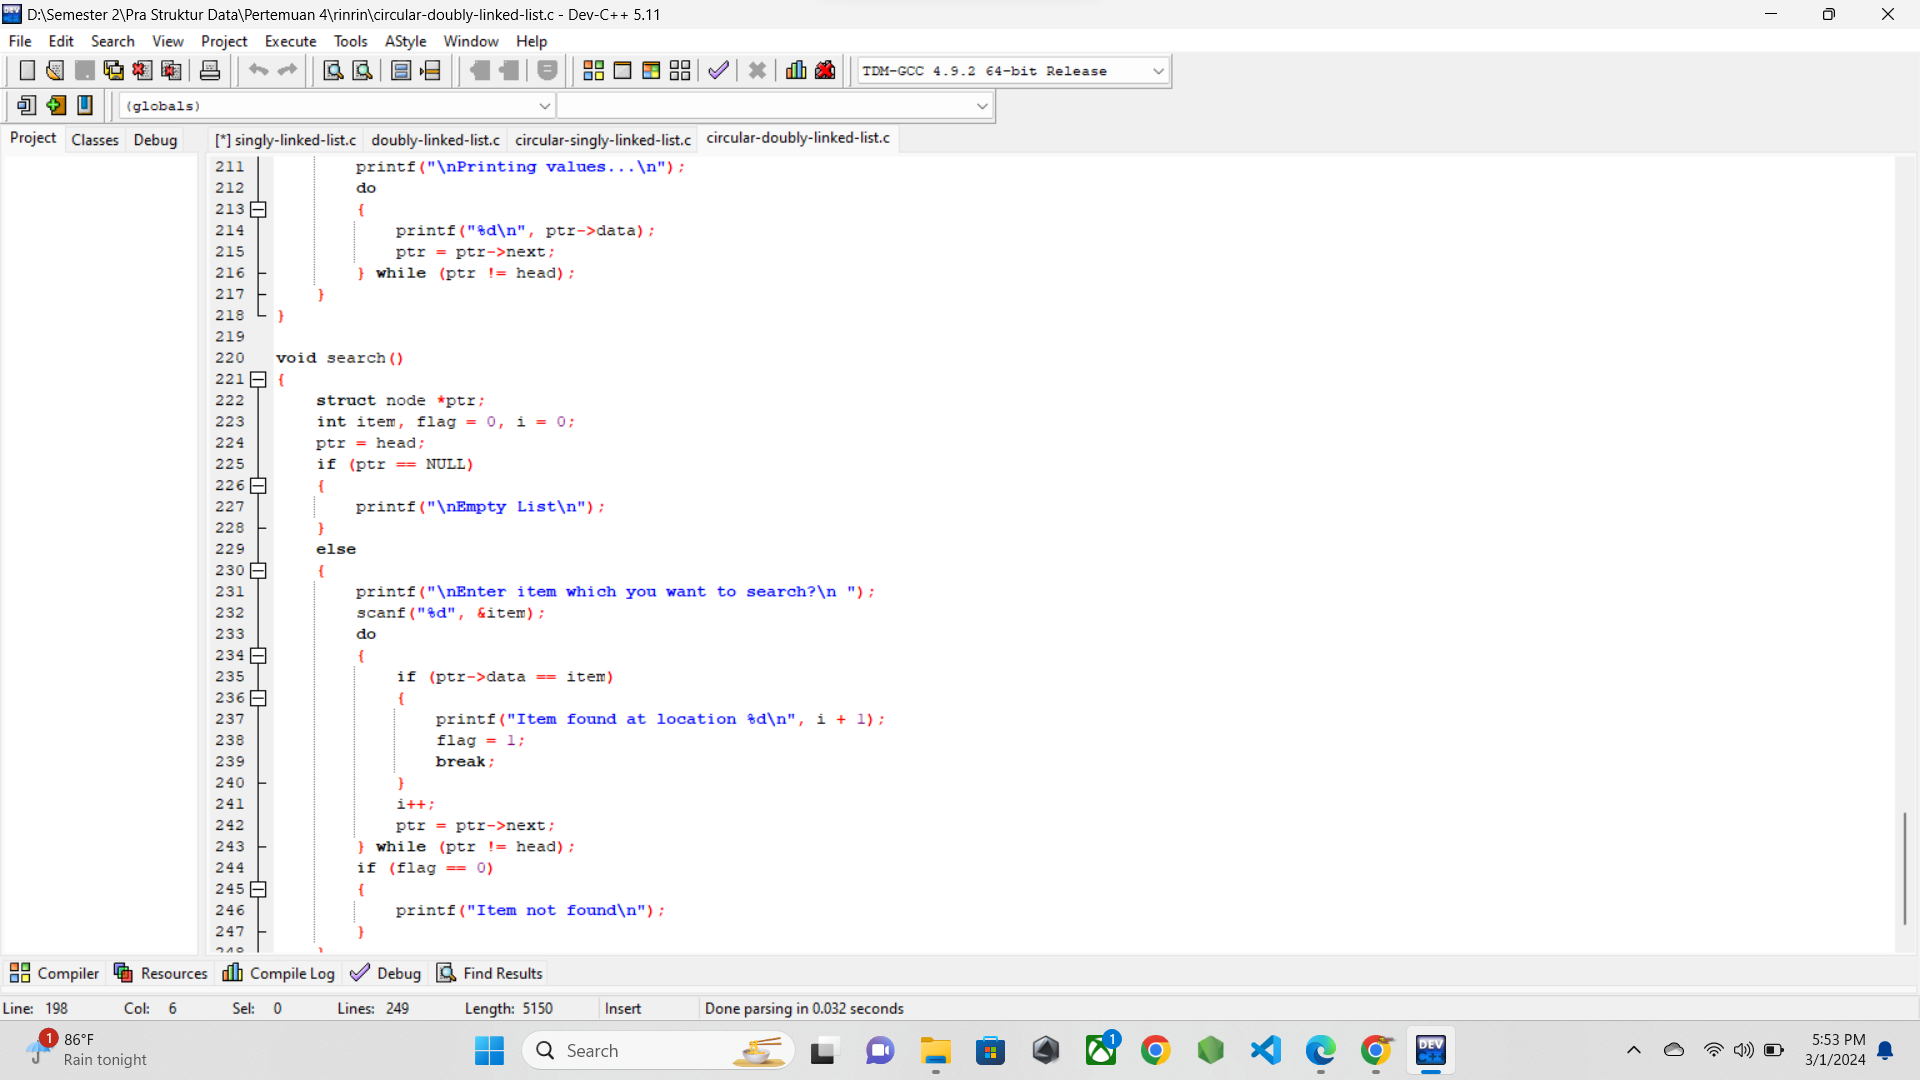 D:\Semester 2\Pra Struktur Data\Pertemuan 4\rinrin\circular-doubly-linked-list.c - Dev-C++ 5.11
File Edit Search View Project Execute Tools AStyle Window Help
TDM-GCC 4.9.2 64-bit Release
(globals)
Project Classes Debug [*] singly-linked-list.c doubly-linked-list.c circular-singly-linked-list.c circular-doubly-linked-list.c
211 printf("\nPrinting values...\n");
212 do
213 {
214 printf("%d\n", ptr->data);
215 ptr = ptr->next;
216 } while (ptr != head);
217 }
218 }
219
220 void search()
221 {
222 struct node *ptr;
223 int item, flag = 0, i = 0;
224 ptr = head;
225 if (ptr == NULL)
226 {
227 printf("\nEmpty List\n");
228 }
229 else
230 {
231 printf("\nEnter item which you want to search?\n ");
232 scanf("%d", &item);
233 do
234 {
235 if (ptr->data == item)
236 {
237 printf("Item found at location %d\n", i + 1);
238 flag = 1;
239 break;
240 }
241 i++;
242 ptr = ptr->next;
243 } while (ptr != head);
244 if (flag == 0)
245 {
246 printf("Item not found\n");
247 }
248 }
Compiler Resources Compile Log Debug Find Results
Line: 198 Col: 6 Sel: 0 Lines: 249 Length: 5150 Insert Done parsing in 0.032 seconds
1 86°F
Rain tonight
Search
1
DEV C++
5:53 PM
3/1/2024